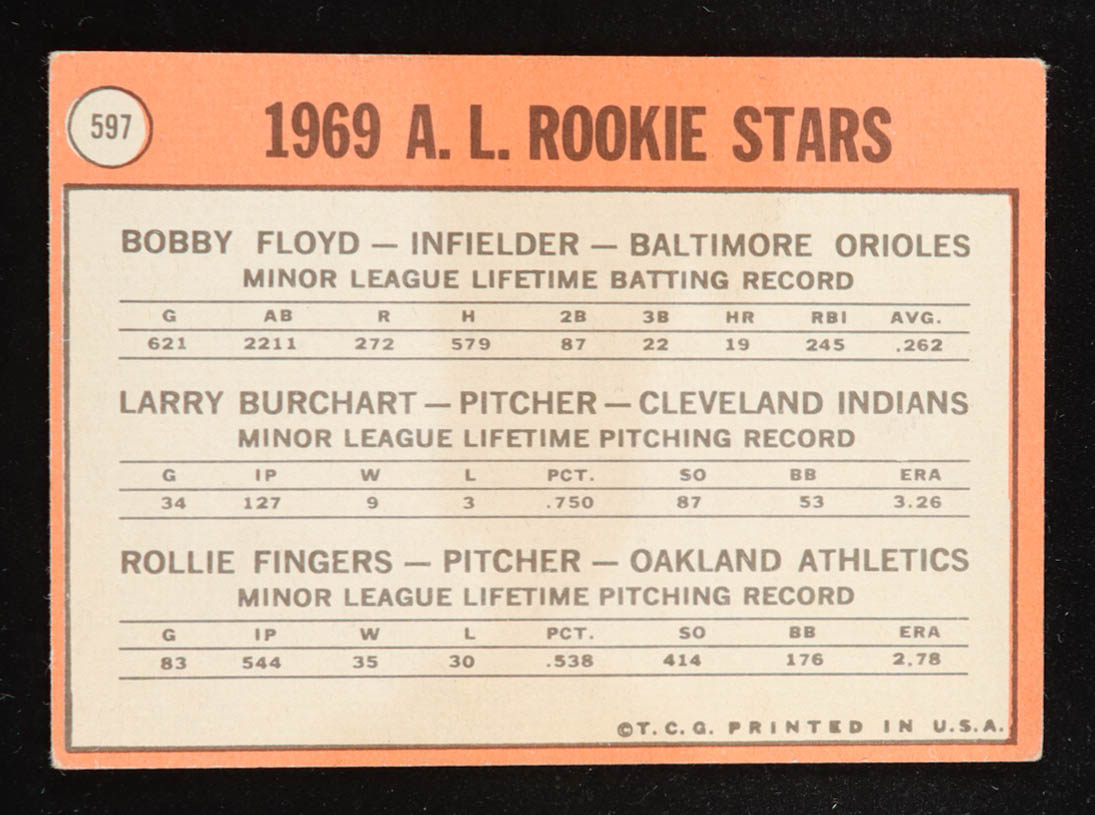 597
1969 A. L. ROOKIE STARS
BOBBY FLOYD — INFIELDER — BALTIMORE ORIOLES
MINOR LEAGUE LIFETIME BATTING RECORD
G AB R H 2B 3B HR RBI AVG.
621 2211 272 579 87 22 19 245 .262
LARRY BURCHART — PITCHER — CLEVELAND INDIANS
MINOR LEAGUE LIFETIME PITCHING RECORD
G IP W L PCT. SO BB ERA
34 127 9 3 .750 87 53 3.26
ROLLIE FINGERS — PITCHER — OAKLAND ATHLETICS
MINOR LEAGUE LIFETIME PITCHING RECORD
G IP W L PCT. SO BB ERA
83 544 35 30 .538 414 176 2.78
©T.C.G. PRINTED IN U.S.A.